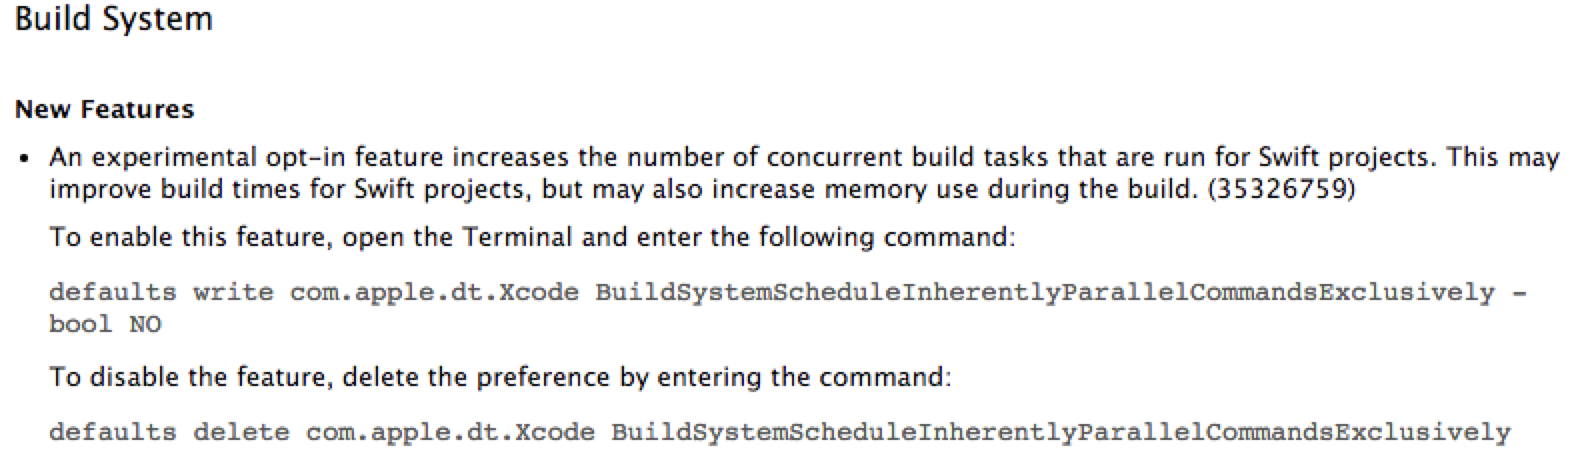 Build System
New Features
• An experimental opt-in feature increases the number of concurrent build tasks that are run for Swift projects. This may
improve build times for Swift projects, but may also increase memory use during the build. (35326759)
To enable this feature, open the Terminal and enter the following command:
defaults write com.apple.dt.Xcode BuildSystemScheduleInherentlyParallelCommandsExclusively -
bool NO
To disable the feature, delete the preference by entering the command:
defaults delete com.apple.dt.Xcode BuildSystemScheduleInherentlyParallelCommandsExclusively